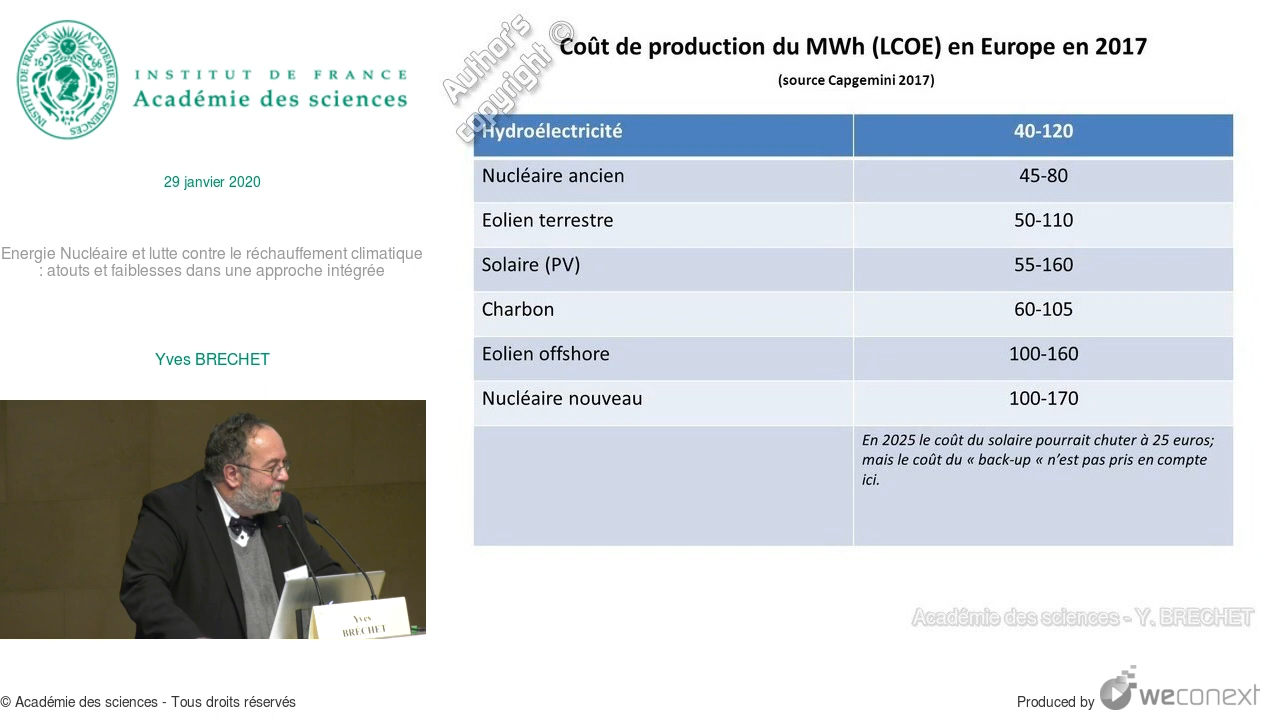 INSTITUT DE FRANCE
Académie des sciences
29 janvier 2020
Energie Nucléaire et lutte contre le réchauffement climatique
: atouts et faiblesses dans une approche intégrée
Yves BRECHET
Yves
BRECHET
© Académie des sciences - Tous droits réservés
Author's
copyright ©
Coût de production du MWh (LCOE) en Europe en 2017
(source Capgemini 2017)
Hydroélectricité 40-120
Nucléaire ancien 45-80
Eolien terrestre 50-110
Solaire (PV) 55-160
Charbon 60-105
Eolien offshore 100-160
Nucléaire nouveau 100-170
En 2025 le coût du solaire pourrait chuter à 25 euros;
mais le coût du « back-up « n'est pas pris en compte
ici.
Académie des sciences - Y. BRECHET
Produced by weconext